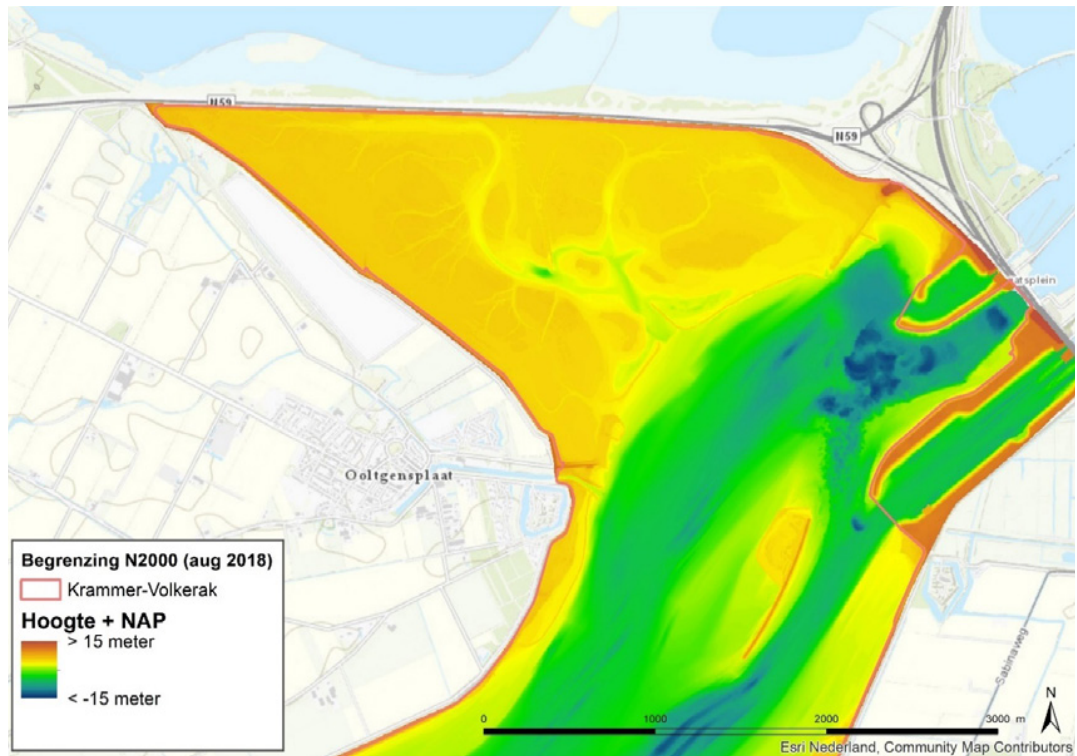 N59
N59
atsplein
Ooltgensplaat
Sabinaweg
Begrenzing N2000 (aug 2018)
Krammer-Volkerak
Hoogte + NAP
> 15 meter
< -15 meter
N
0 1000 2000 3000 m
Esri Nederland, Community Map Contributors